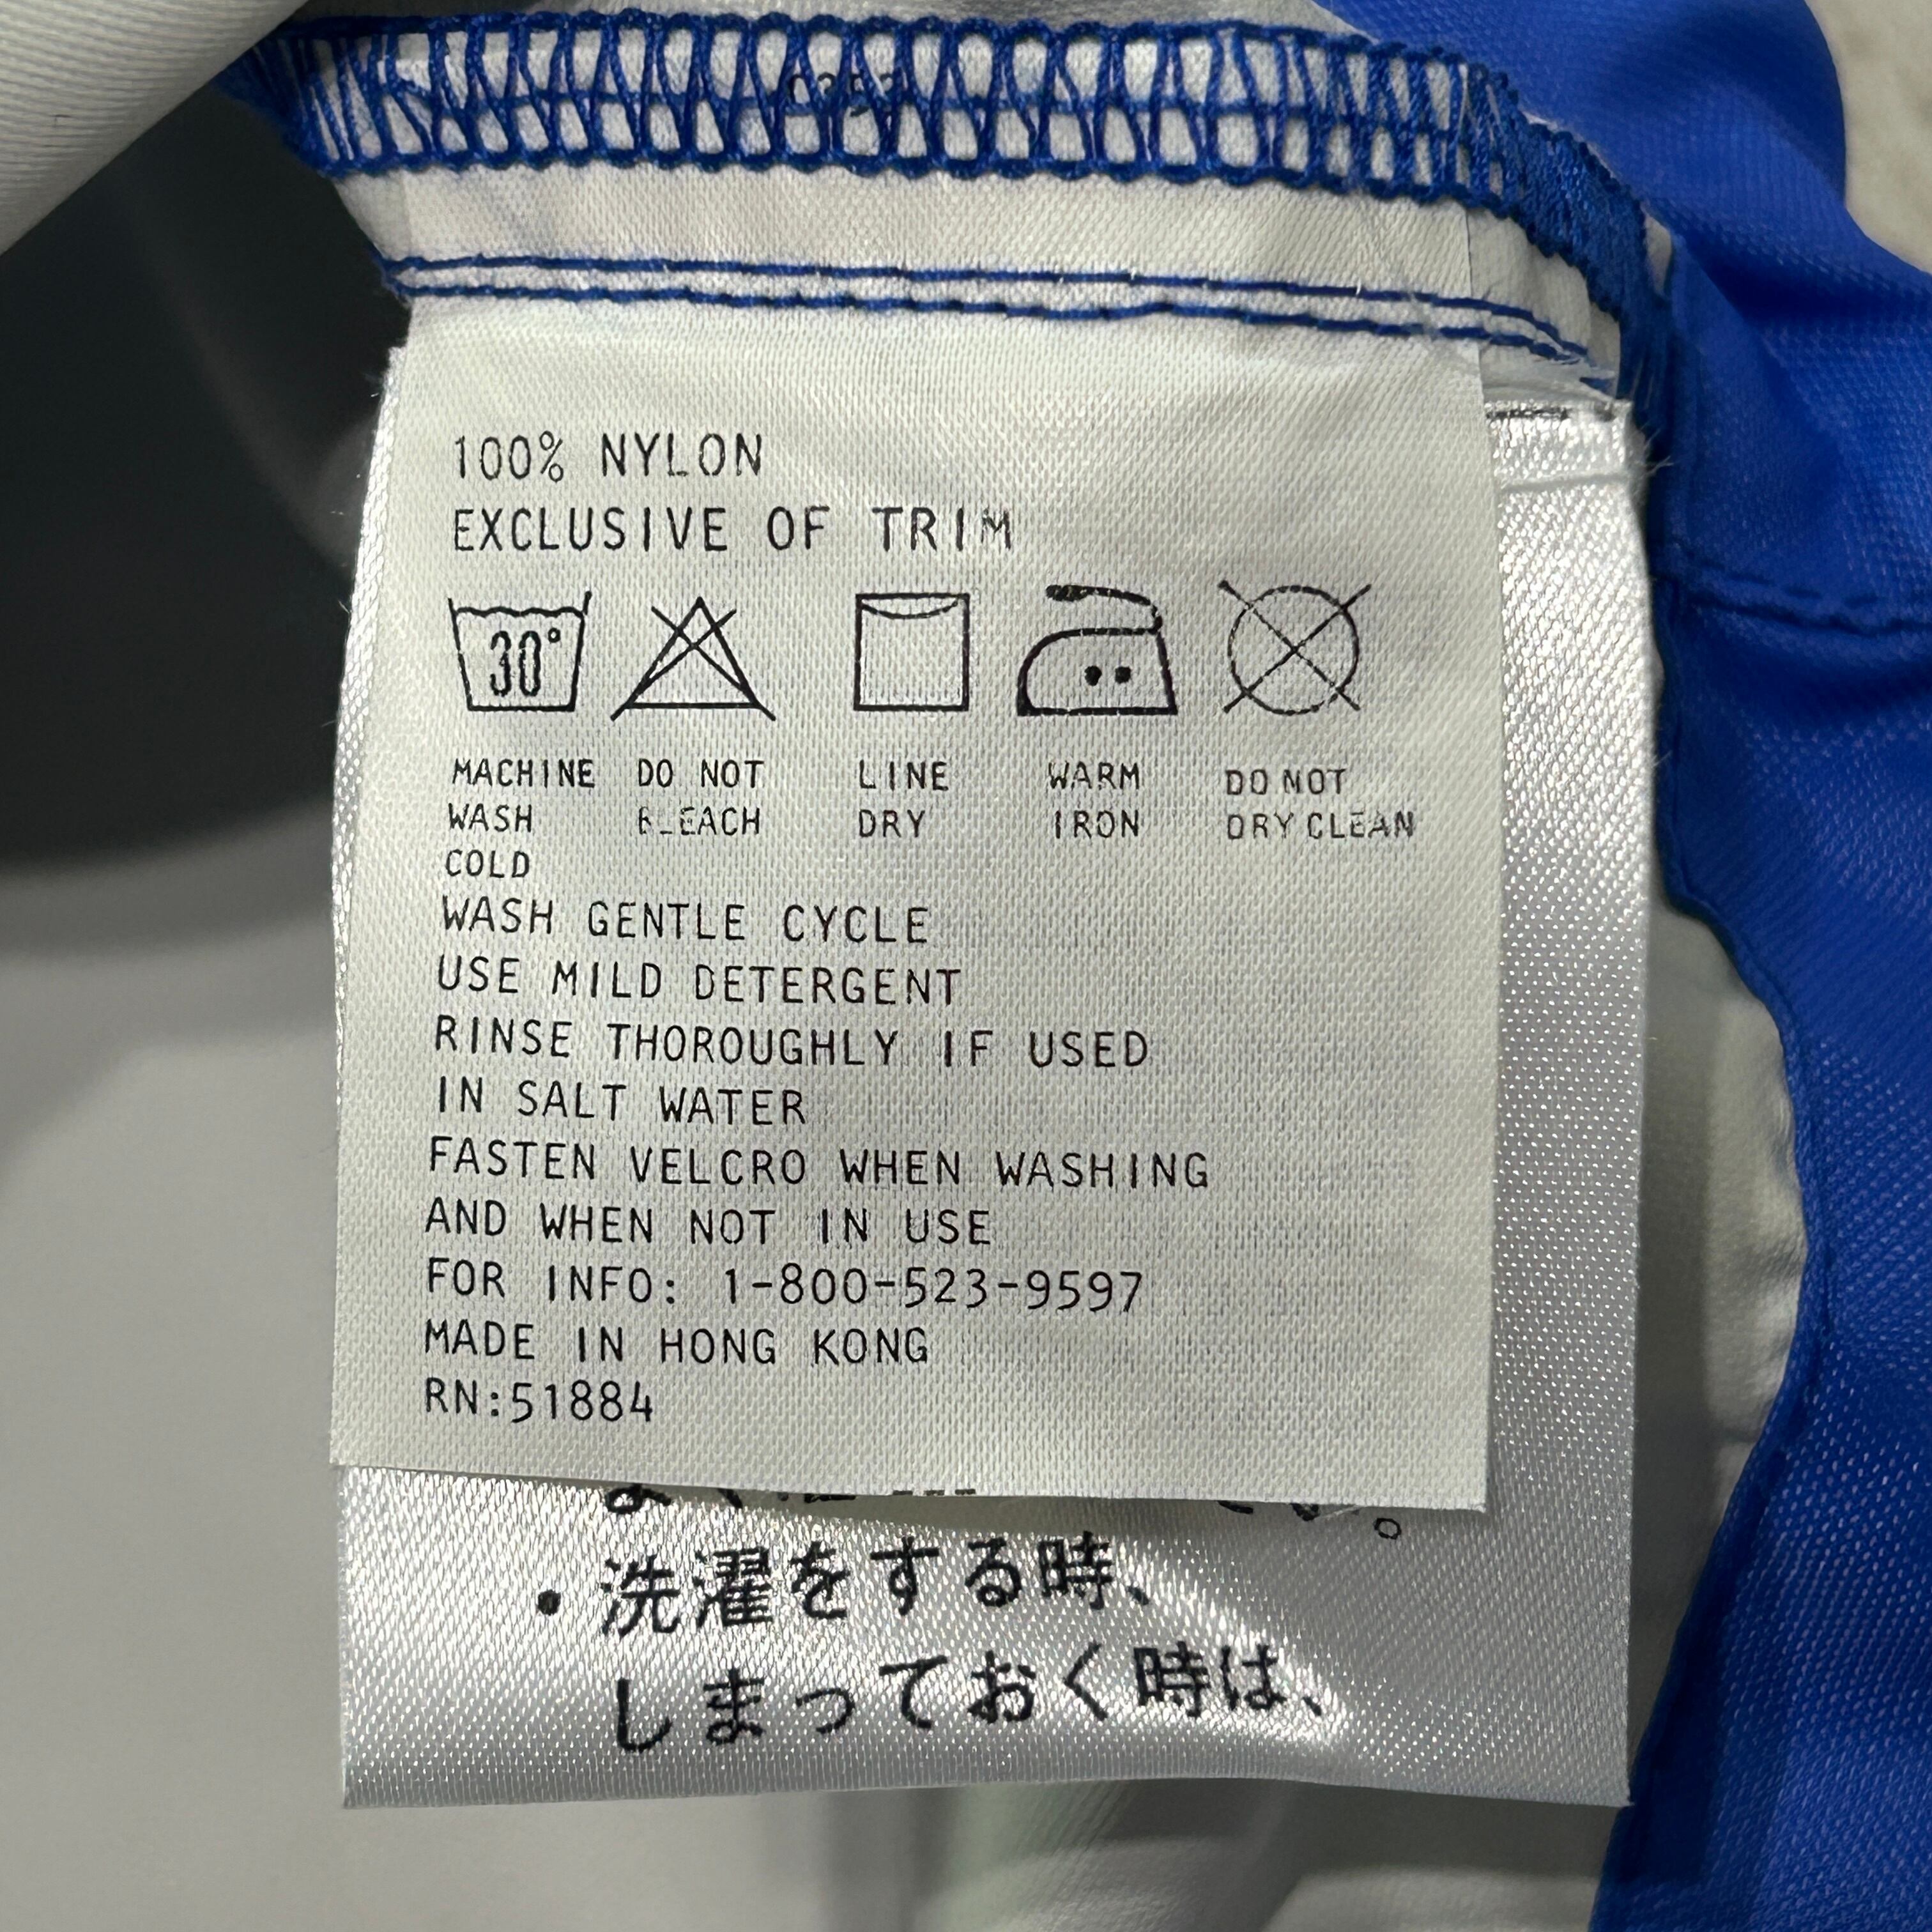 100% NYLON
EXCLUSIVE OF TRIM
30°
MACHINE WASH COLD
DO NOT BLEACH
LINE DRY
WARM IRON
DO NOT DRY CLEAN
WASH GENTLE CYCLE
USE MILD DETERGENT
RINSE THOROUGHLY IF USED
IN SALT WATER
FASTEN VELCRO WHEN WASHING
AND WHEN NOT IN USE
FOR INFO: 1-800-523-9597
MADE IN HONG KONG
RN:51884
・洗濯をする時、
しまっておく時は、